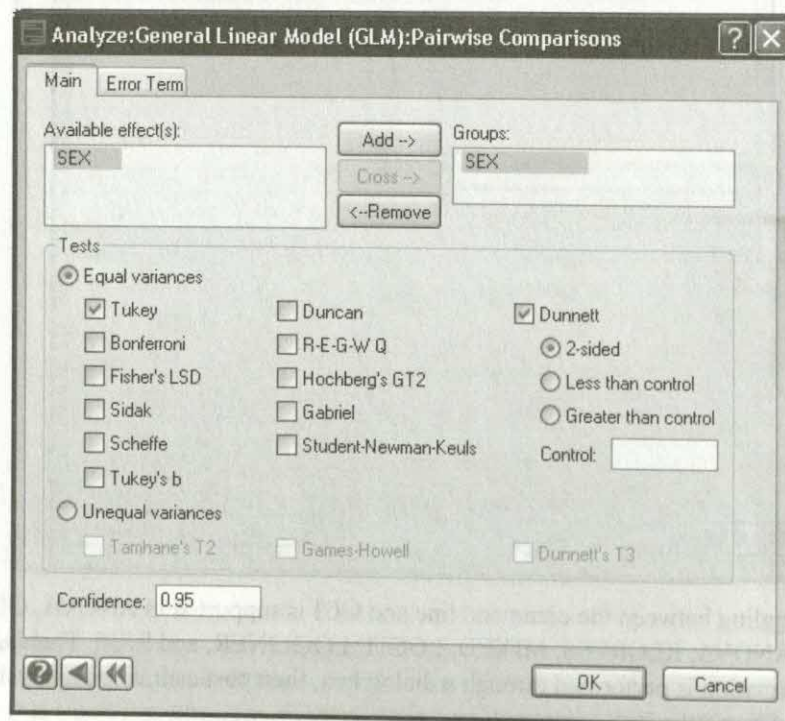 Analyze:General Linear Model (GLM):Pairwise Comparisons
Main Error Term
Available effect(s):
SEX
Add -->
Cross -->
<--Remove
Groups:
SEX
Tests
Equal variances
Tukey Duncan Dunnett
Bonferroni R-E-G-W Q 2-sided
Fisher's LSD Hochberg's GT2 Less than control
Sidak Gabriel Greater than control
Scheffe Student-Newman-Keuls Control:
Tukey's b
Unequal variances
Tamhane's T2 Games-Howell Dunnett's T3
Confidence: 0.95
OK Cancel